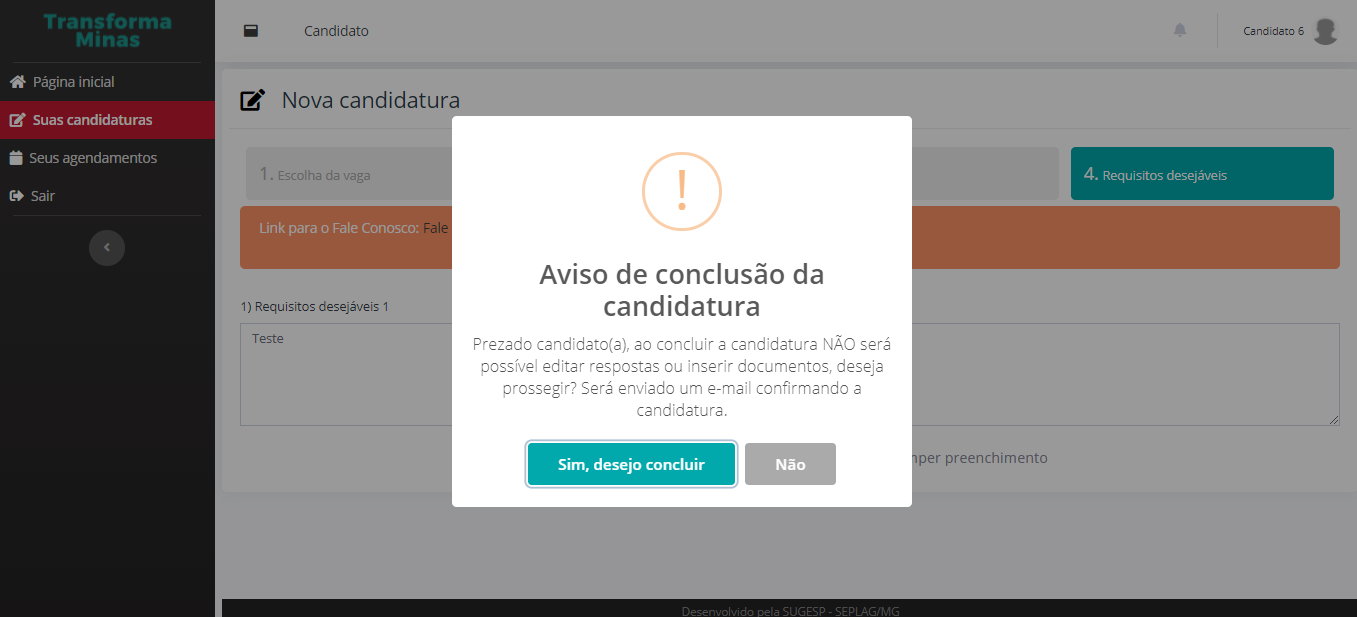 Transforma
Minas
Candidato
Candidato 6
Página inicial
Suas candidaturas
Seus agendamentos
Sair
Nova candidatura
1. Escolha da vaga
4. Requisitos desejáveis
Link para o Fale Conosco: Fale
1) Requisitos desejáveis 1
Teste
!
Aviso de conclusão da
candidatura
Prezado candidato(a), ao concluir a candidatura NÃO será
possível editar respostas ou inserir documentos, deseja
prossegir? Será enviado um e-mail confirmando a
candidatura.
Sim, desejo concluir
Não
preenchimento
Desenvolvido pela SUGESP - SEPLAG/MG